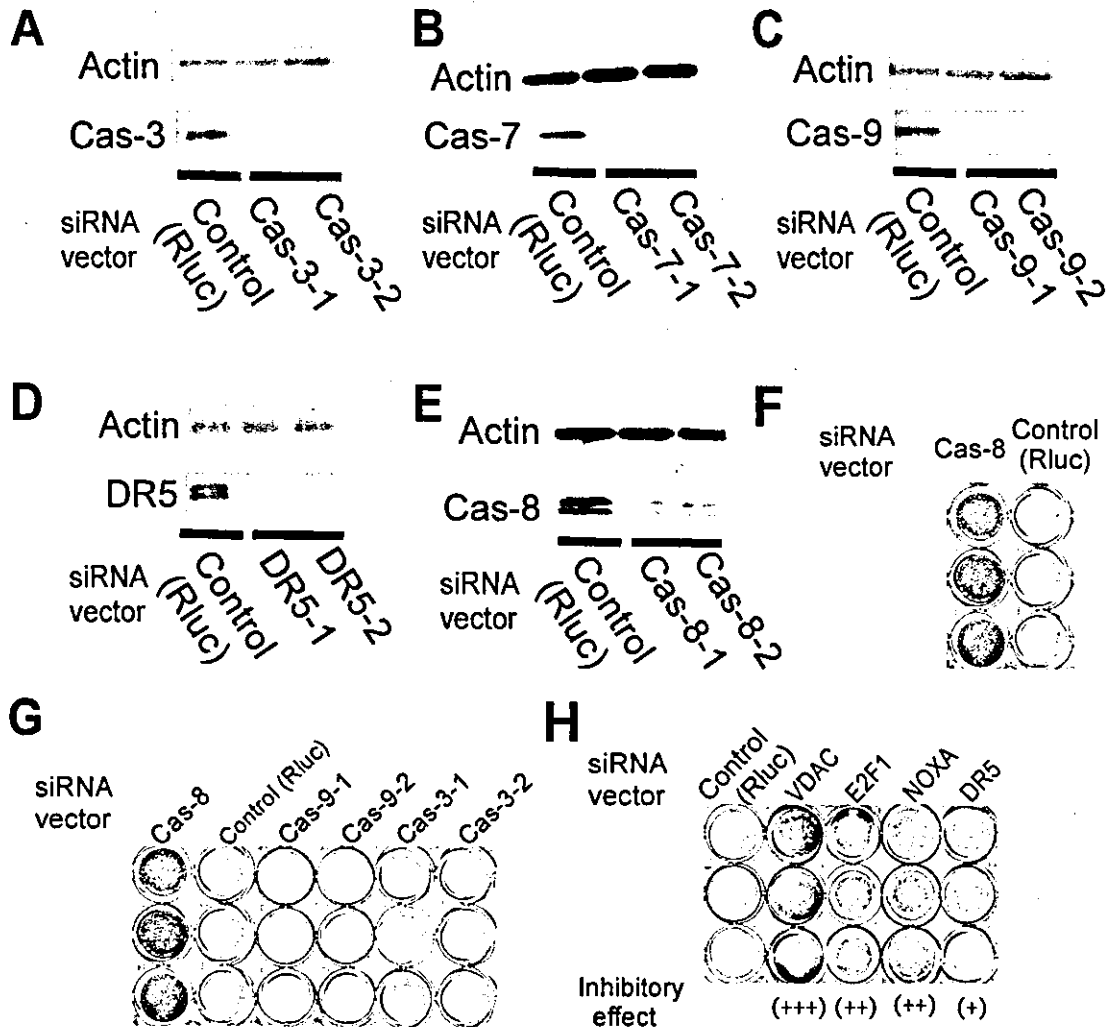 A
Actin
Cas-3
siRNA
vector
Control
(Rluc)
Cas-3-1
Cas-3-2
B
Actin
Cas-7
siRNA
vector
Control
(Rluc)
Cas-7-1
Cas-7-2
C
Actin
Cas-9
siRNA
vector
Control
(Rluc)
Cas-9-1
Cas-9-2
D
Actin
DR5
siRNA
vector
Control
(Rluc)
DR5-1
DR5-2
E
Actin
Cas-8
siRNA
vector
Control
(Rluc)
Cas-8-1
Cas-8-2
F
siRNA
vector
Cas-8
Control
(Rluc)
G
siRNA
vector
Cas-8
Control (Rluc)
Cas-9-1
Cas-9-2
Cas-3-1
Cas-3-2
H
siRNA
vector
Control
(Rluc)
VDAC
E2F1
NOXA
DR5
Inhibitory
effect
(+++) (++) (++) (+)